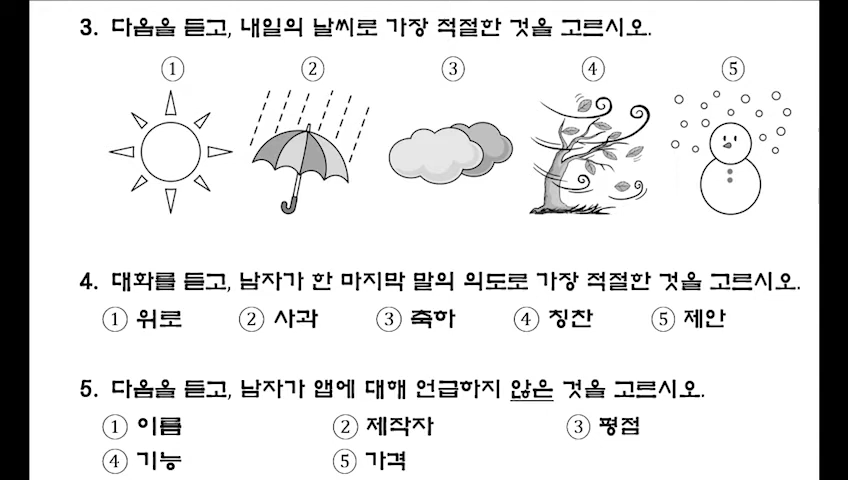 3. 다음을 듣고, 내일의 날씨로 가장 적절한 것을 고르시오.
① ② ③ ④ ⑤
4. 대화를 듣고, 남자가 한 마지막 말의 의도로 가장 적절한 것을 고르시오.
① 위로 ② 사과 ③ 축하 ④ 칭찬 ⑤ 제안
5. 다음을 듣고, 남자가 앱에 대해 언급하지 않은 것을 고르시오.
① 이름 ② 제작자 ③ 평점
④ 기능 ⑤ 가격